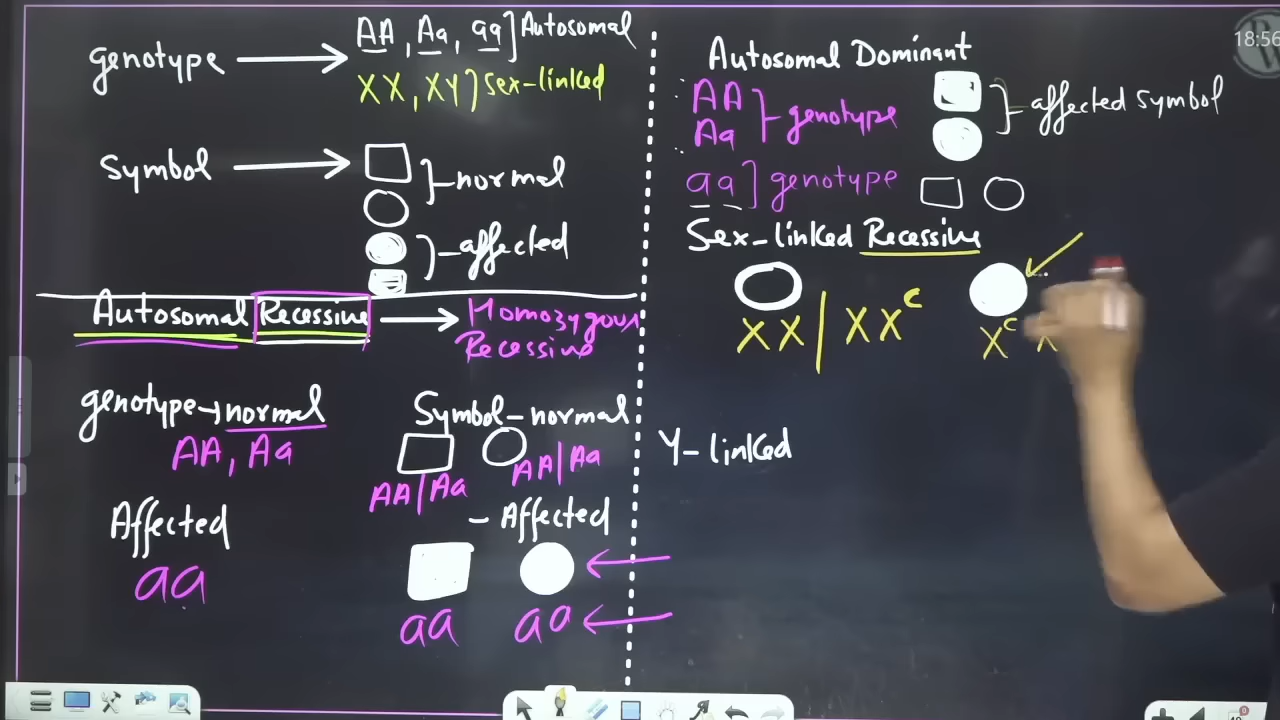 genotype → AA, Aa, aa ] Autosomal
XX, XY ] Sex-linked
Symbol → } normal
} affected
Autosomal Recessive → Homozygous
Recessive
genotype → normal
AA, Aa
Symbol - normal
AA|Aa AA|Aa
Affected
aa
- Affected
aa aa
18:56
Autosomal Dominant
AA
Aa } genotype } affected symbol
aa ] genotype
Sex-linked Recessive
XX | XXᶜ Xᶜ X
Y-linked